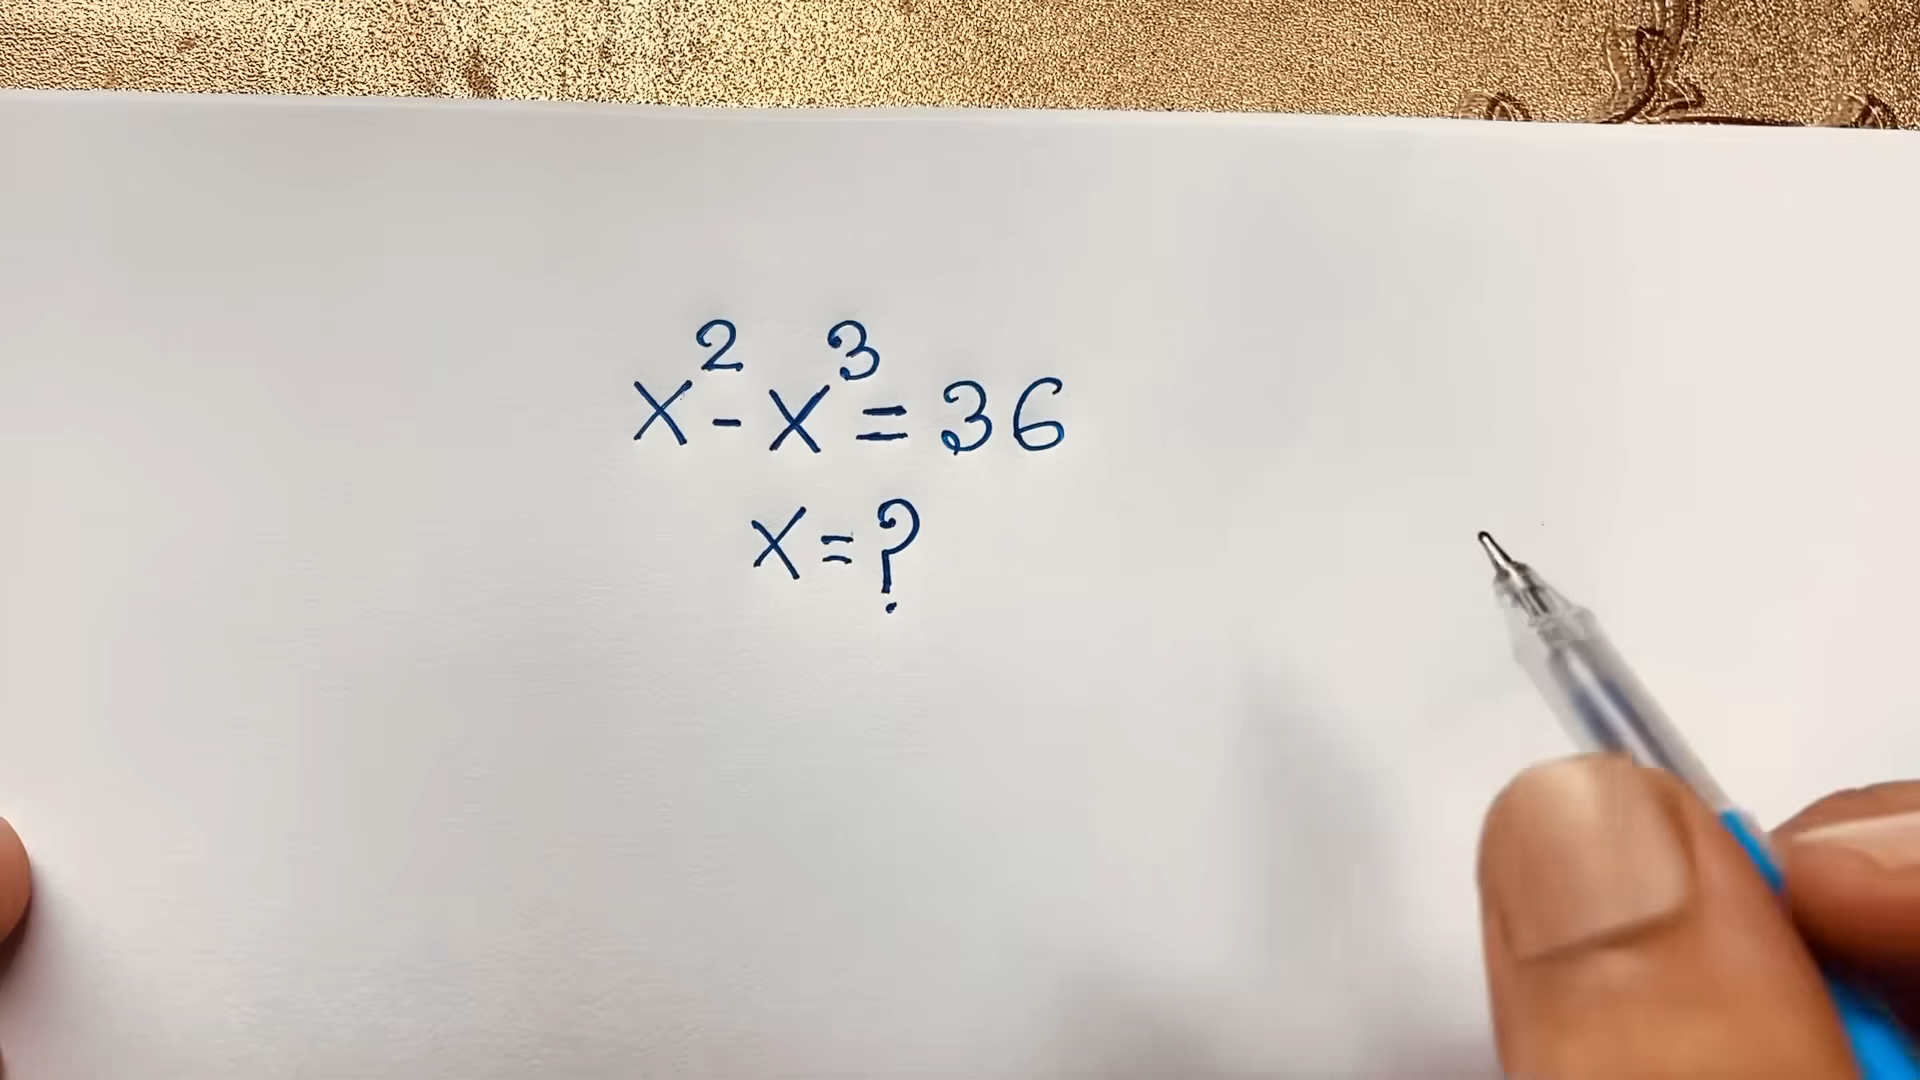 x² - x³ = 36
x = ?